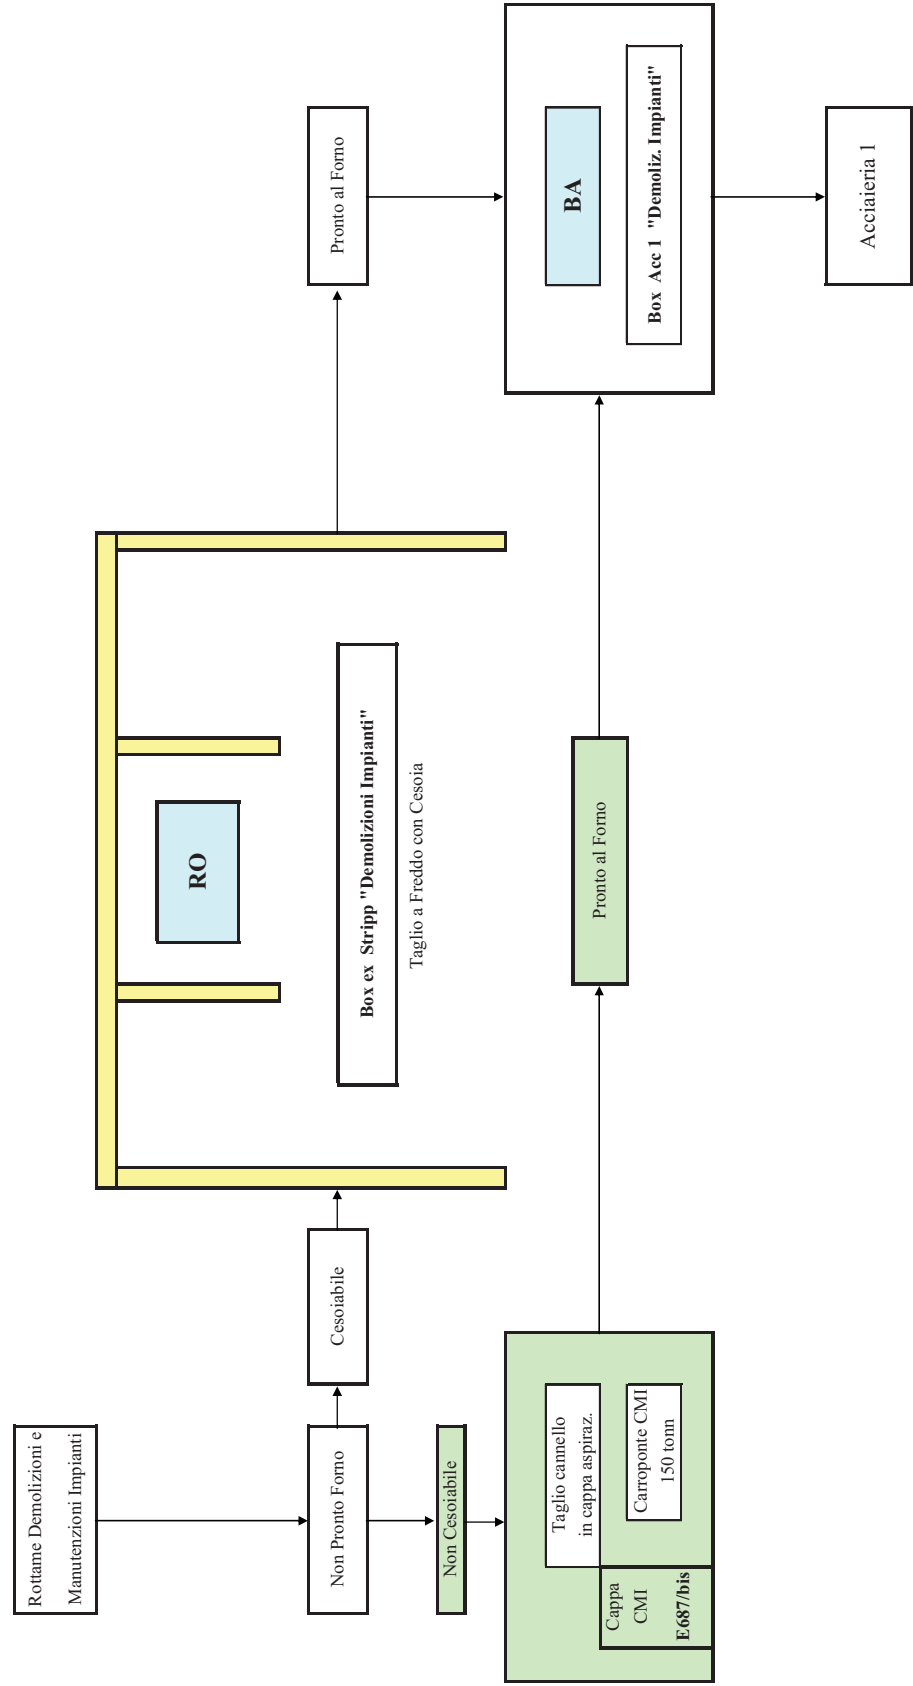 Rottame Demolizioni e
Manutenzioni Impianti
Non Pronto Forno
Cesoiabile
Non Cesoiabile
RO
Box ex Stripp "Demolizioni Impianti"
Taglio a Freddo con Cesoia
Pronto al Forno
Taglio cannello
in cappa aspiraz.
Carroponte CMI
150 tonn
Cappa
CMI
E687/bis
Pronto al Forno
BA
Box Acc 1 "Demoliz. Impianti"
Acciaieria 1